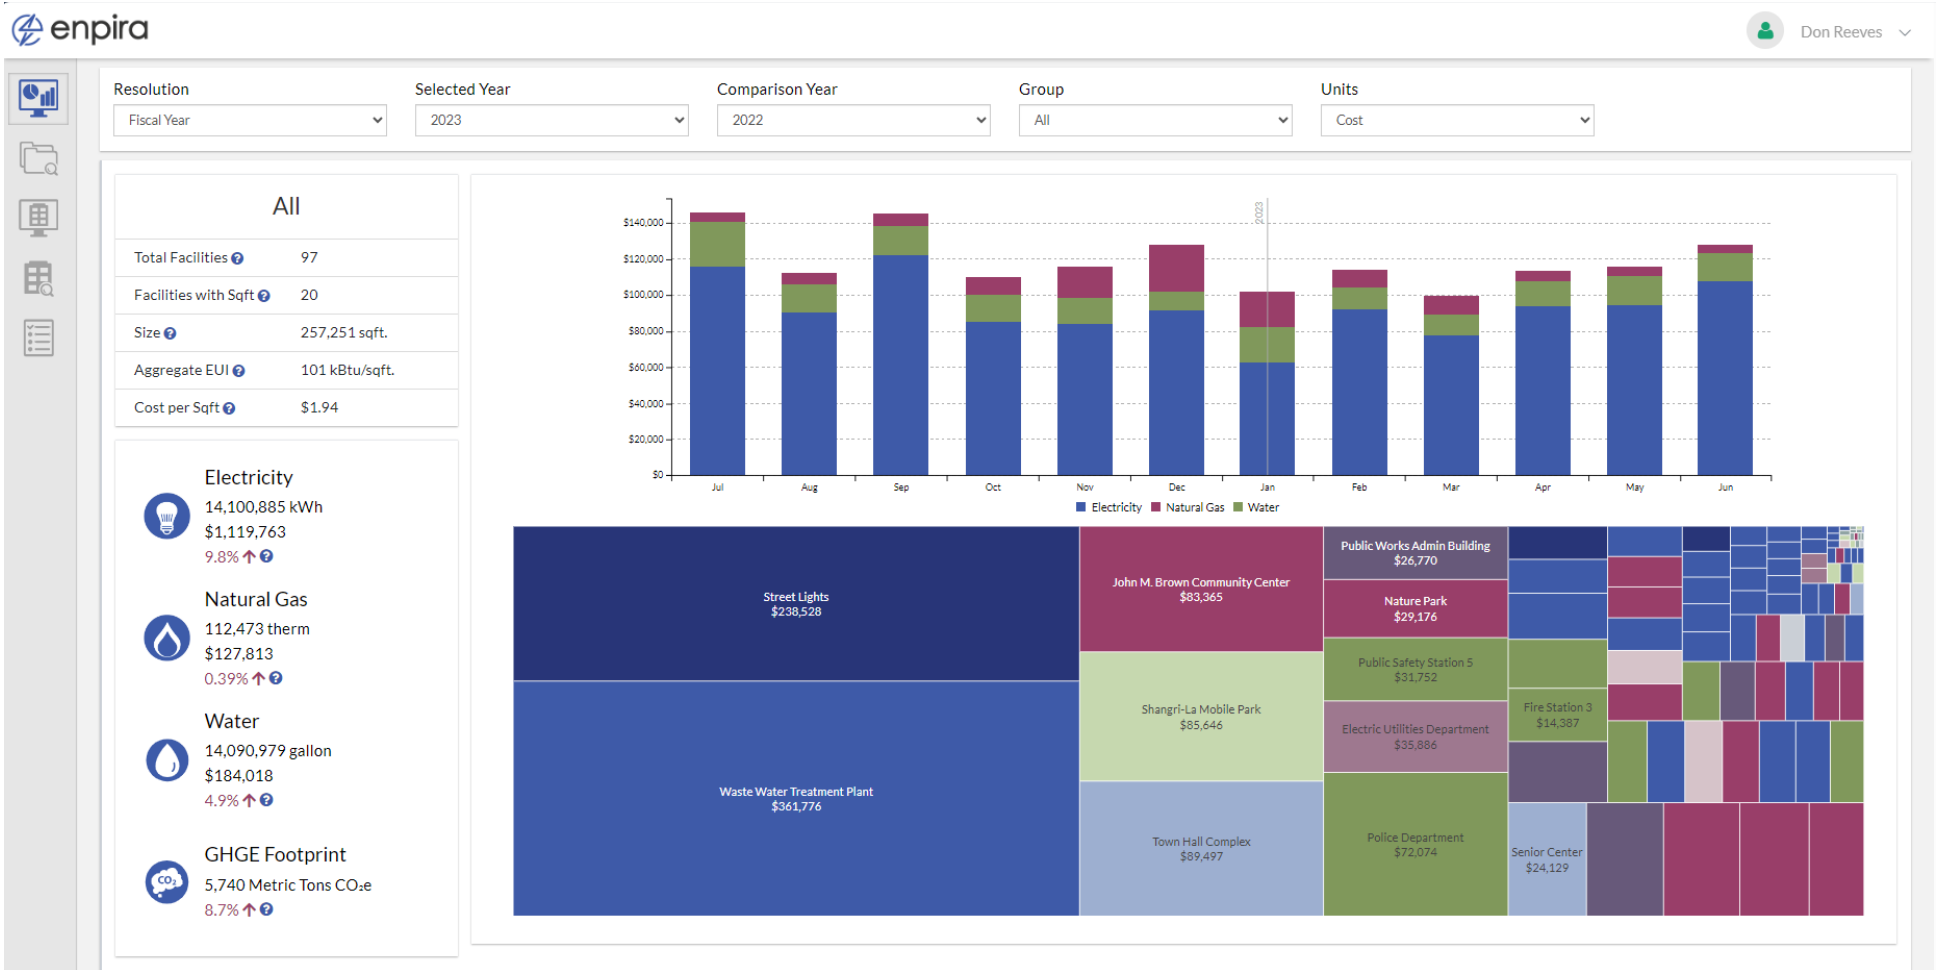 enpira
Don Reeves
Resolution
Selected Year
Comparison Year
Group
Units
Fiscal Year
2023
2022
All
Cost
All
Total Facilities ?
97
Facilities with Sqft ?
20
Size ?
257,251 sqft.
Aggregate EUI ?
101 kBtu/sqft.
Cost per Sqft ?
$1.94
Electricity
14,100,885 kWh
$1,119,763
9.8% ↑ ?
Natural Gas
112,473 therm
$127,813
0.39% ↑ ?
Water
14,090,979 gallon
$184,018
4.9% ↑ ?
CO₂
GHGE Footprint
5,740 Metric Tons CO₂e
8.7% ↑ ?
$140,000
$120,000
$100,000
$80,000
$60,000
$40,000
$20,000
$0
2023
Jul Aug Sep Oct Nov Dec Jan Feb Mar Apr May Jun
Electricity Natural Gas Water
Street Lights
$238,528
Waste Water Treatment Plant
$361,776
John M. Brown Community Center
$83,365
Shangri-La Mobile Park
$85,646
Town Hall Complex
$89,497
Public Works Admin Building
$26,770
Nature Park
$29,176
Public Safety Station 5
$31,752
Electric Utilities Department
$35,886
Police Department
$72,074
Fire Station 3
$14,387
Senior Center
$24,129